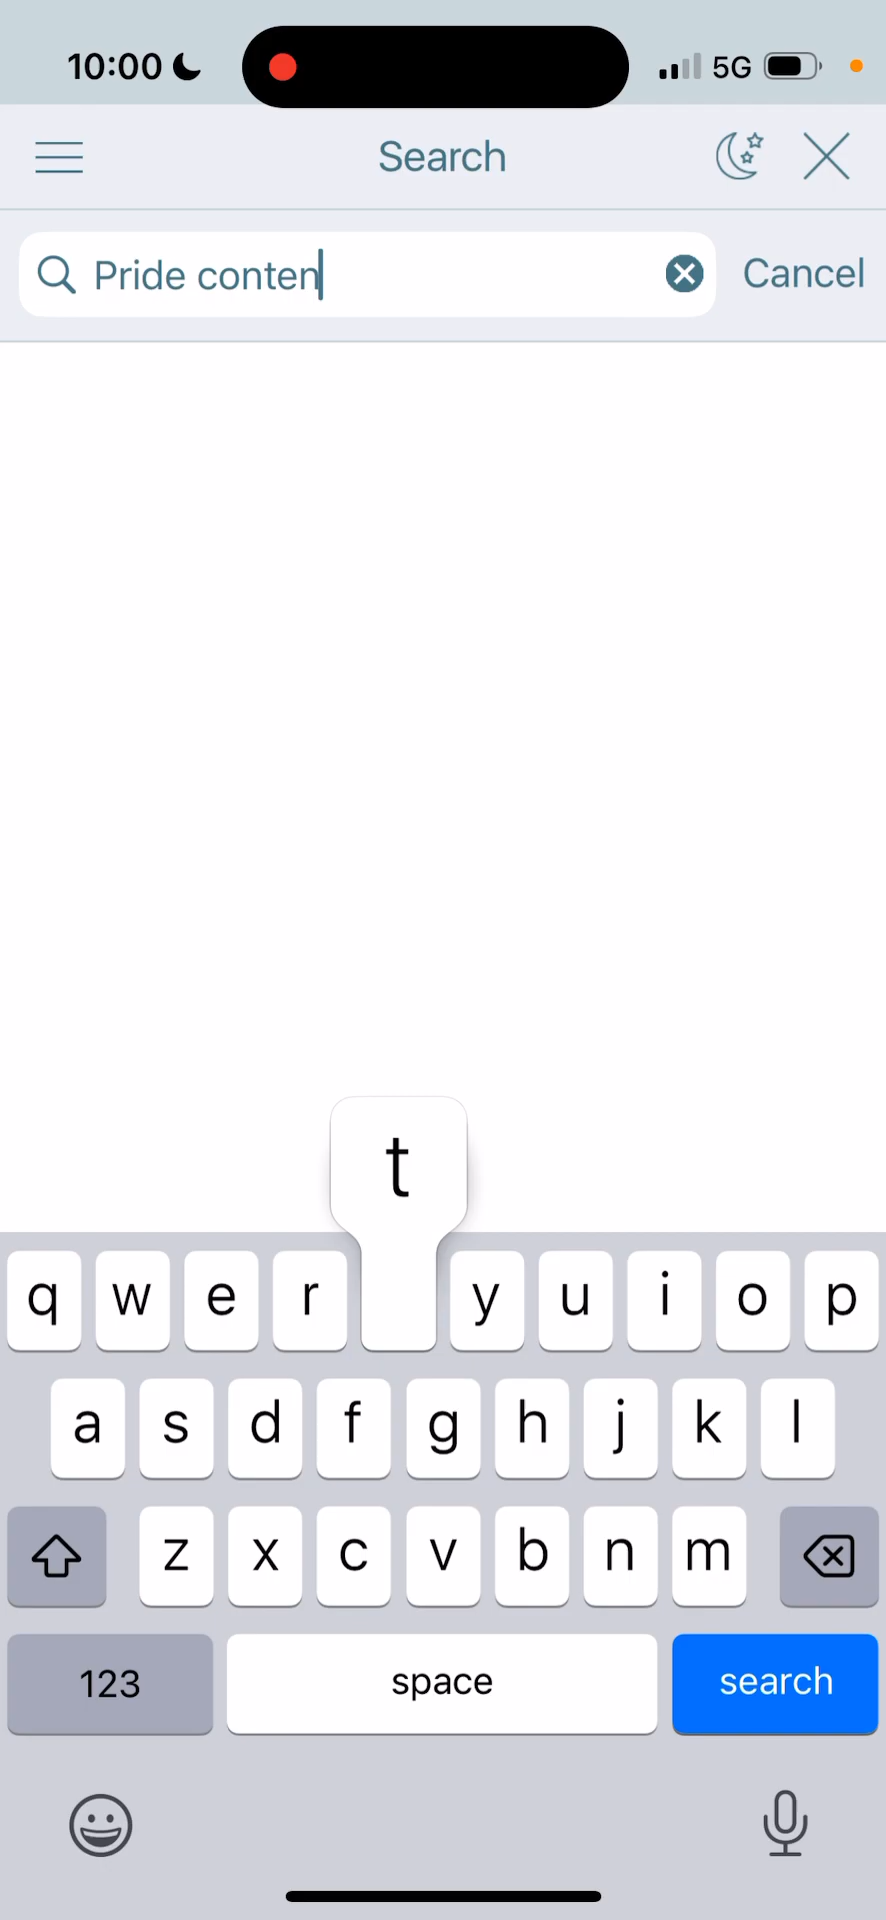 10:00 5G
Search
Pride conten Cancel
t
q w e r y u i o p
a s d f g h j k l
z x c v b n m
123 space search